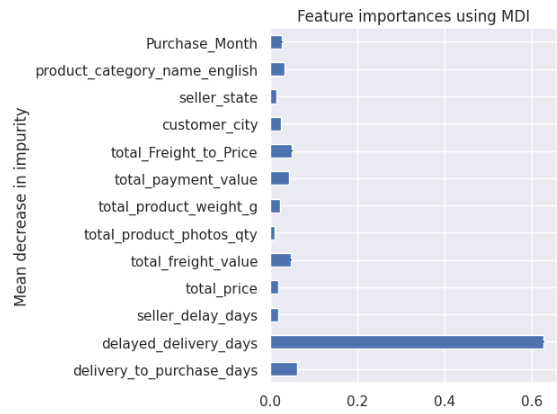 Feature importances using MDI
Mean decrease in impurity
Purchase_Month
product_category_name_english
seller_state
customer_city
total_Freight_to_Price
total_payment_value
total_product_weight_g
total_product_photos_qty
total_freight_value
total_price
seller_delay_days
delayed_delivery_days
delivery_to_purchase_days
0.0 0.2 0.4 0.6